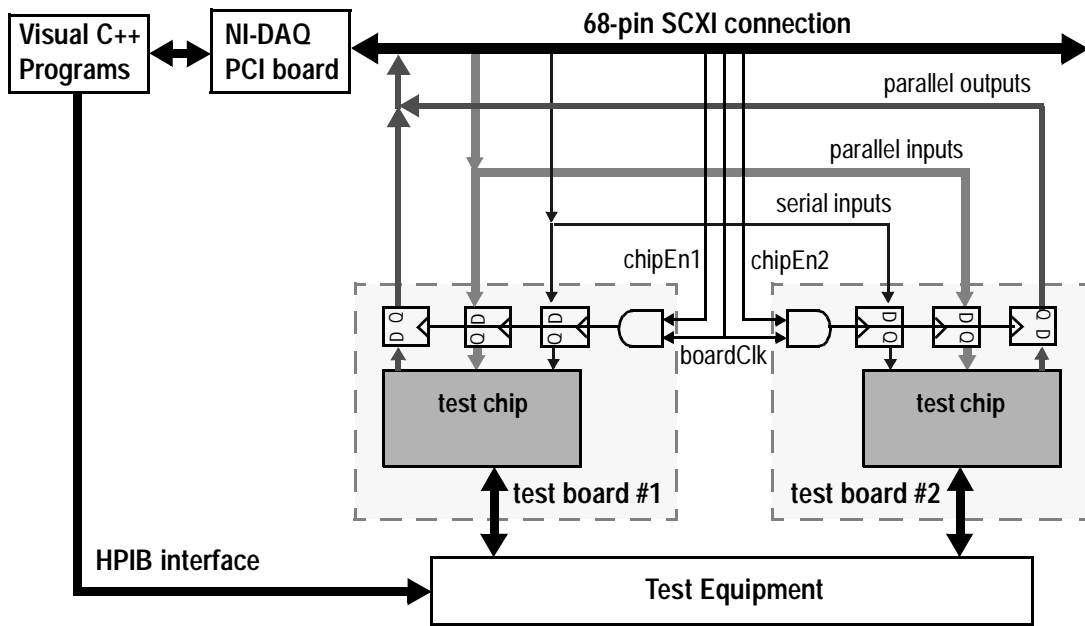 Visual C++
Programs
NI-DAQ
PCI board
68-pin SCXI connection
parallel outputs
parallel inputs
serial inputs
chipEn1
chipEn2
D Q
Q D
Q D
D Q
D Q
Q D
boardClk
test chip
test chip
test board #1
test board #2
HPIB interface
Test Equipment